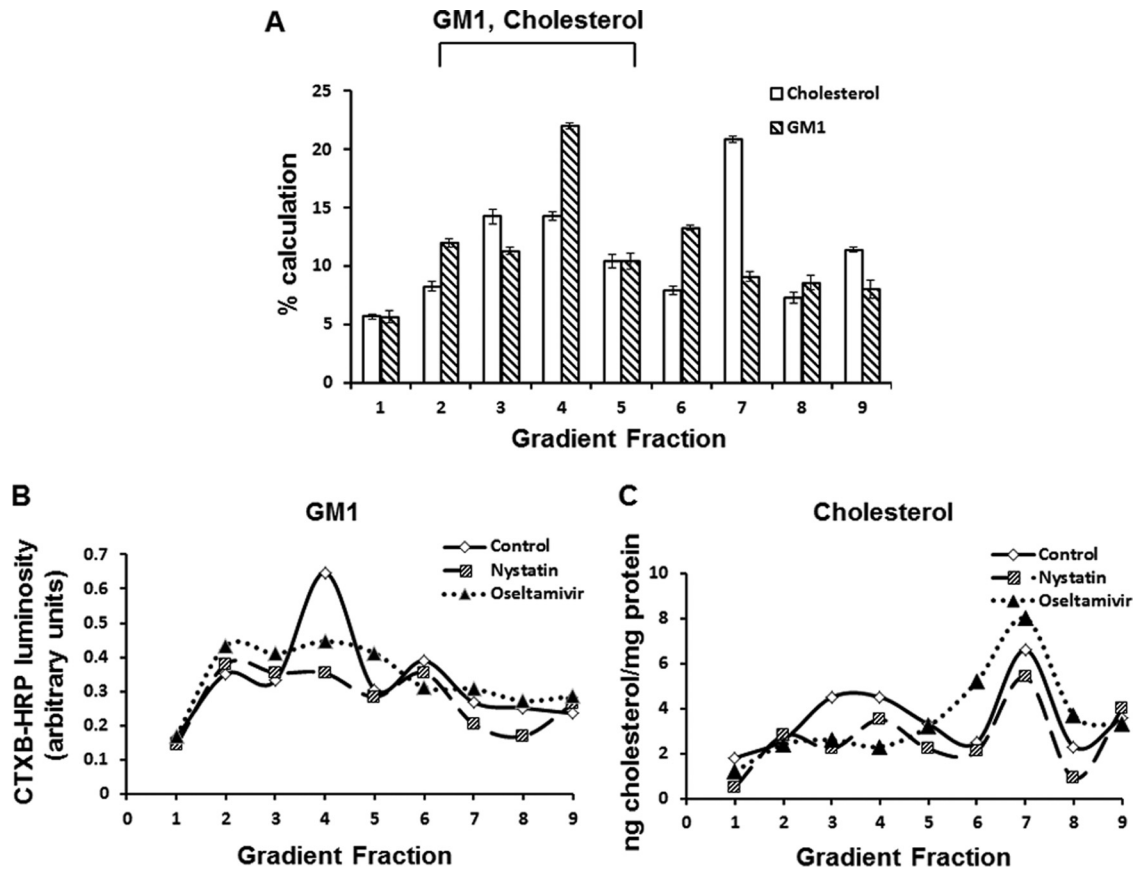 A
GM1, Cholesterol
Cholesterol
GM1
25
20
15
10
5
0
% calculation
1 2 3 4 5 6 7 8 9
Gradient Fraction
B
GM1
Control
Nystatin
Oseltamivir
0.7
0.6
0.5
0.4
0.3
0.2
0.1
0
CTXB-HRP luminosity
(arbitrary units)
0 1 2 3 4 5 6 7 8 9
Gradient Fraction
C
Cholesterol
Control
Nystatin
Oseltamivir
10
8
6
4
2
0
ng cholesterol/mg protein
0 1 2 3 4 5 6 7 8 9
Gradient Fraction